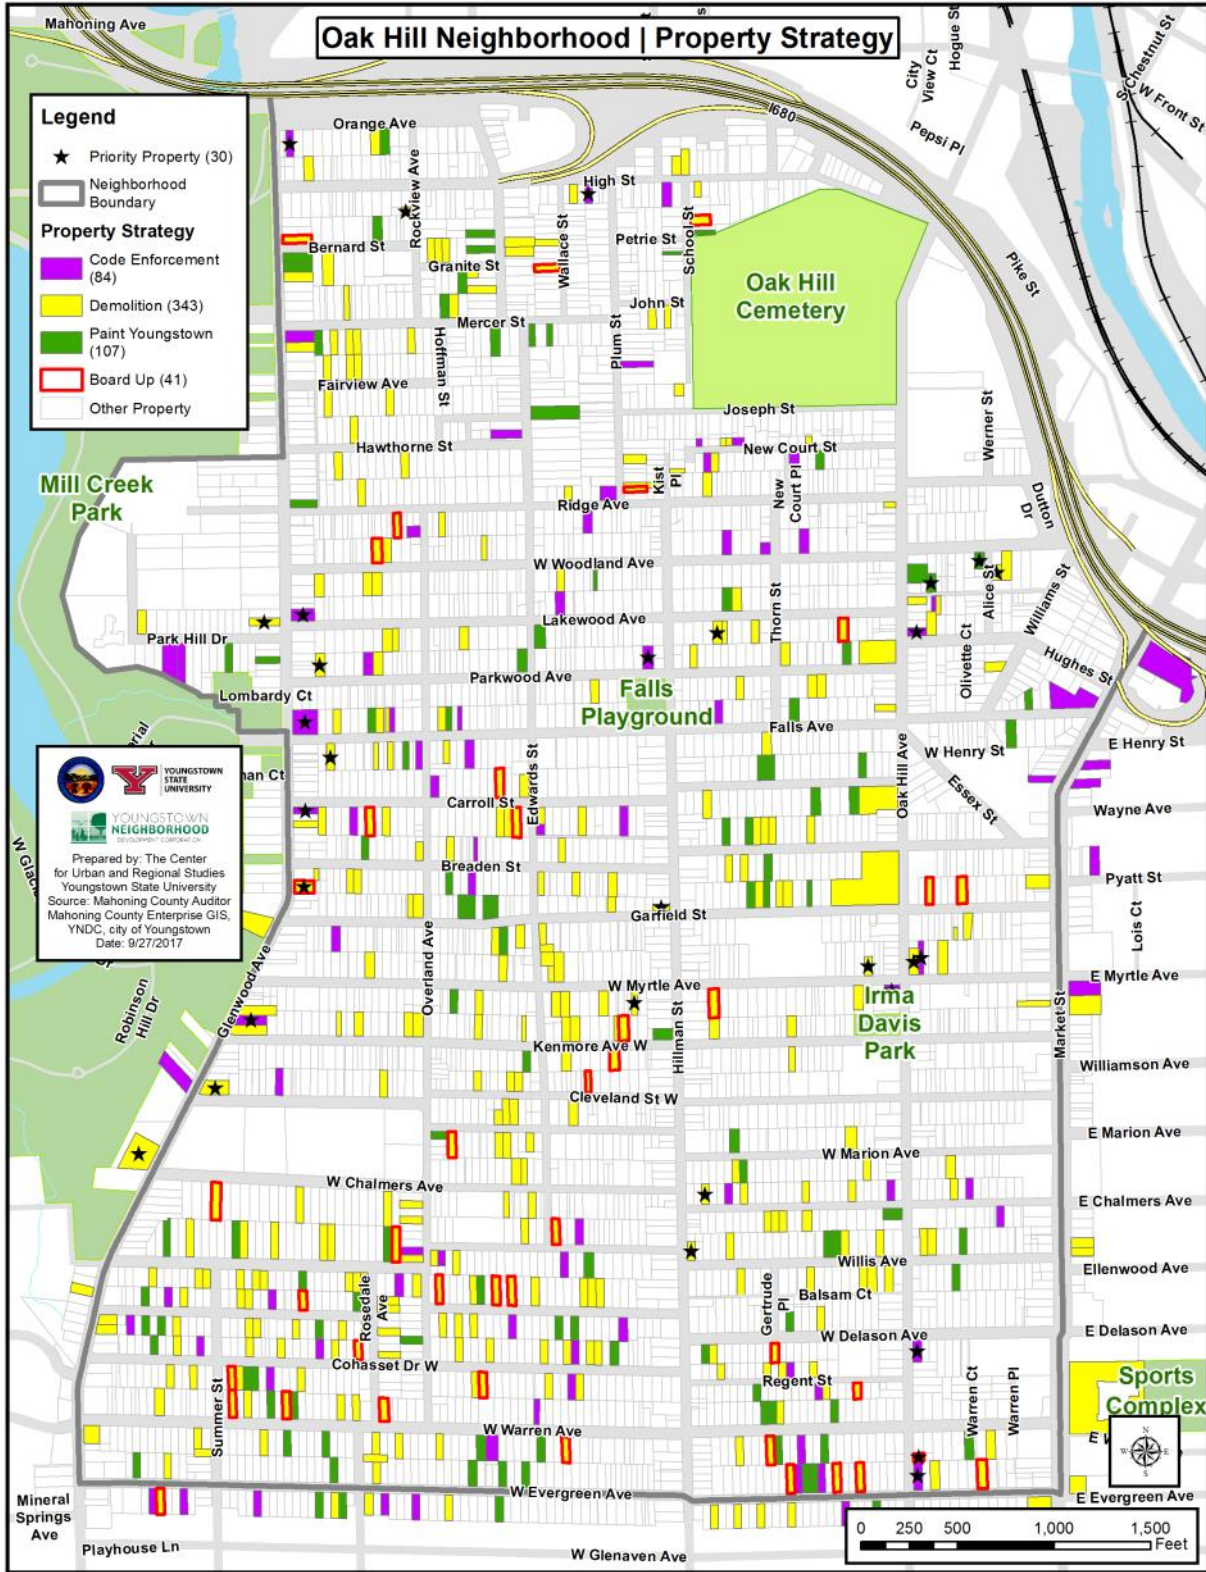 Oak Hill Neighborhood | Property Strategy
Mahoning Ave
Legend
Priority Property (30)
Neighborhood
Boundary
Property Strategy
Code Enforcement
(84)
Demolition (343)
Paint Youngstown
(107)
Board Up (41)
Other Property
Orange Ave
Rockview Ave
High St
Wallace St
School St
Petrie St
Bernard St
Granite St
John St
Mercer St
Hoffman St
Plum St
Fairview Ave
Hawthorne St
Joseph St
New Court St
Kist
Pl
New
Court Pl
Ridge Ave
Werner St
Dutton
Dr
Oak Hill
Cemetery
I680
City
View Ct
Hogue St
Pepsi Pl
S Chestnut St
W Front St
Pike St
Mill Creek
Park
W Woodland Ave
Lakewood Ave
Thorn St
Alice St
Williams St
Olivette Ct
Hughes St
Park Hill Dr
Lombardy Ct
Parkwood Ave
Falls
Playground
Falls Ave
Oak Hill Ave
W Henry St
E Henry St
Essex St
Wayne Ave
Carroll St
Edwards St
Breaden St
Pyatt St
Lois Ct
Garfield St
Overland Ave
W Myrtle Ave
E Myrtle Ave
Irma
Davis
Park
Market St
Hillman St
Kenmore Ave W
Williamson Ave
Cleveland St W
YOUNGSTOWN
STATE
UNIVERSITY
YOUNGSTOWN
NEIGHBORHOOD
DEVELOPMENT CORPORATION
Prepared by: The Center
for Urban and Regional Studies
Youngstown State University
Source: Mahoning County Auditor
Mahoning County Enterprise GIS,
YNDC, city of Youngstown
Date: 9/27/2017
Glenwood Ave
Robinson
Hill Dr
W Marion Ave
E Marion Ave
W Chalmers Ave
E Chalmers Ave
Willis Ave
Ellenwood Ave
Balsam Ct
Gertrude
Pl
Rosedale
Ave
W Delason Ave
E Delason Ave
Cohasset Dr W
Regent St
Summer St
Warren Ct
Warren Pl
Sports
Complex
W Warren Ave
N
W E
S
W Evergreen Ave
E Evergreen Ave
Mineral
Springs
Ave
Playhouse Ln
W Glenaven Ave
0 250 500 1,000 1,500
Feet